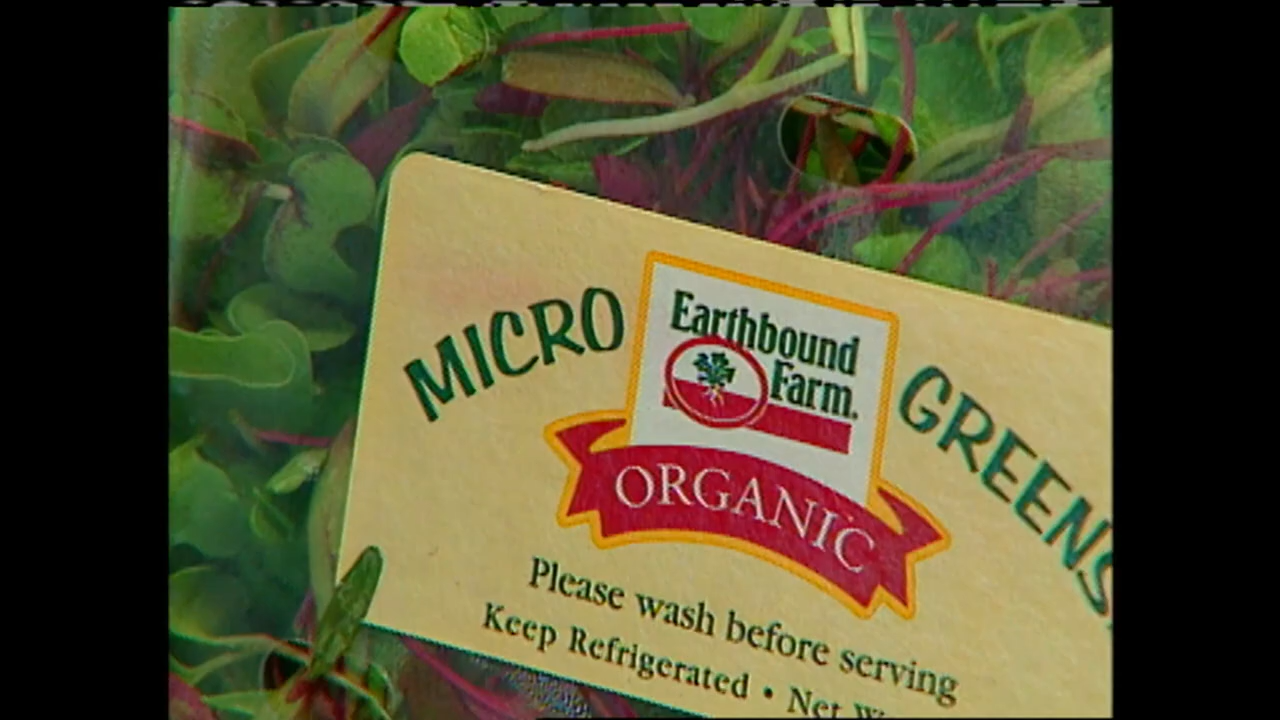 MICRO GREENS
Earthbound
Farm.
ORGANIC
Please wash before serving
Keep Refrigerated • Net